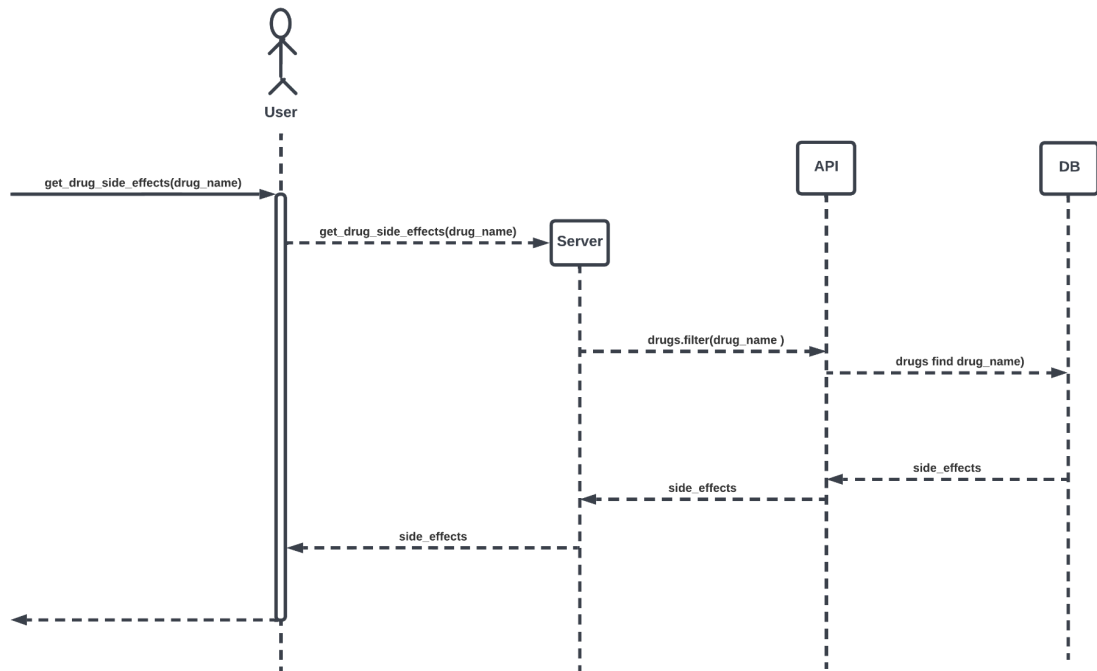 User
API
DB
get_drug_side_effects(drug_name)
get_drug_side_effects(drug_name)
Server
drugs.filter(drug_name )
drugs find drug_name)
side_effects
side_effects
side_effects